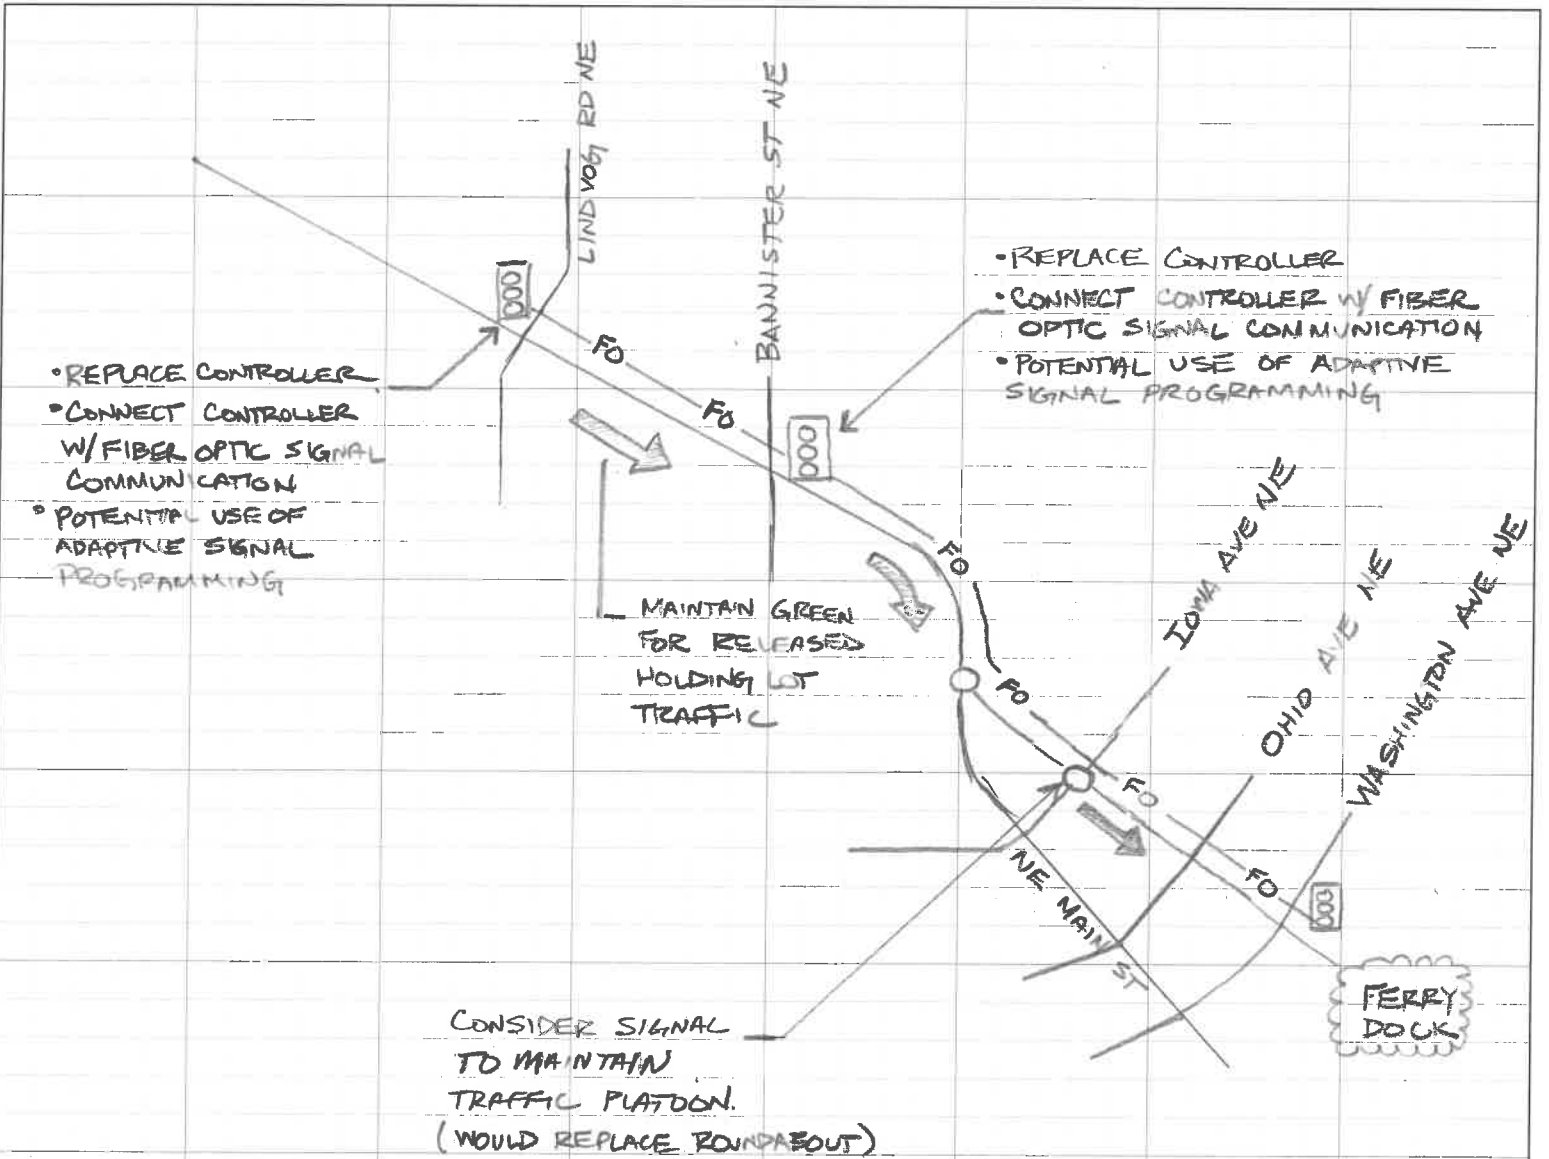 LINDVOG RD NE
BANNISTER ST NE
• REPLACE CONTROLLER
• CONNECT CONTROLLER W/ FIBER
OPTIC SIGNAL COMMUNICATION
• POTENTIAL USE OF ADAPTIVE
SIGNAL PROGRAMMING
• REPLACE CONTROLLER
• CONNECT CONTROLLER
W/ FIBER OPTIC SIGNAL
COMMUNICATION
• POTENTIAL USE OF
ADAPTIVE SIGNAL
PROGRAMMING
FO
FO
FO
FO
FO
FO
MAINTAIN GREEN
FOR RELEASED
HOLDING LOT
TRAFFIC
IOWA AVE NE
OHIO AVE NE
WASHINGTON AVE NE
NE MAIN ST
FERRY
DOCK
CONSIDER SIGNAL
TO MAINTAIN
TRAFFIC PLATOON.
(WOULD REPLACE ROUNDABOUT)